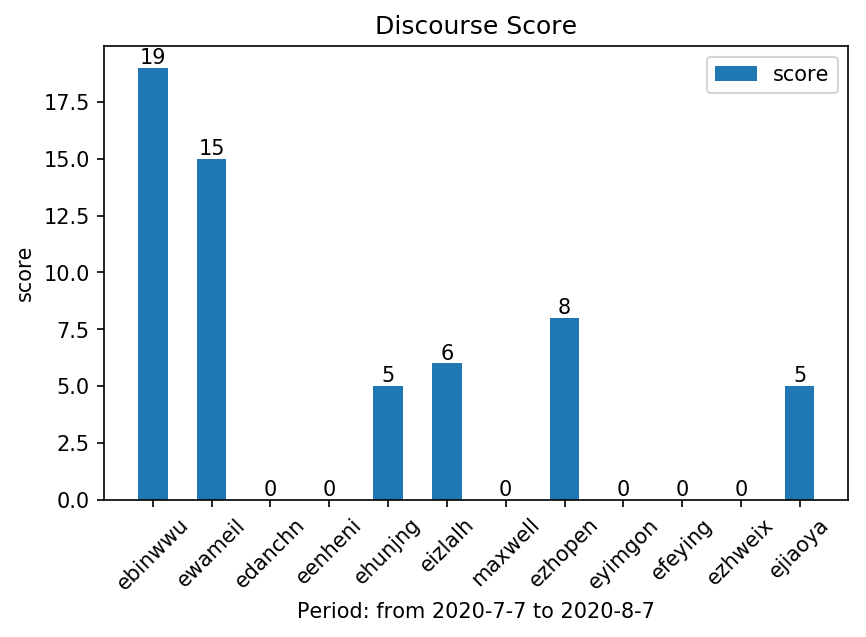 Discourse Score
score
19
15
0
0
5
6
0
8
0
0
0
5
17.5
15.0
12.5
10.0
7.5
5.0
2.5
0.0
score
ebinwwu
ewameil
edanchn
eenheni
ehunjng
eizlalh
maxwell
ezhopen
eyimgon
efeying
ezhweix
ejiaoya
Period: from 2020-7-7 to 2020-8-7